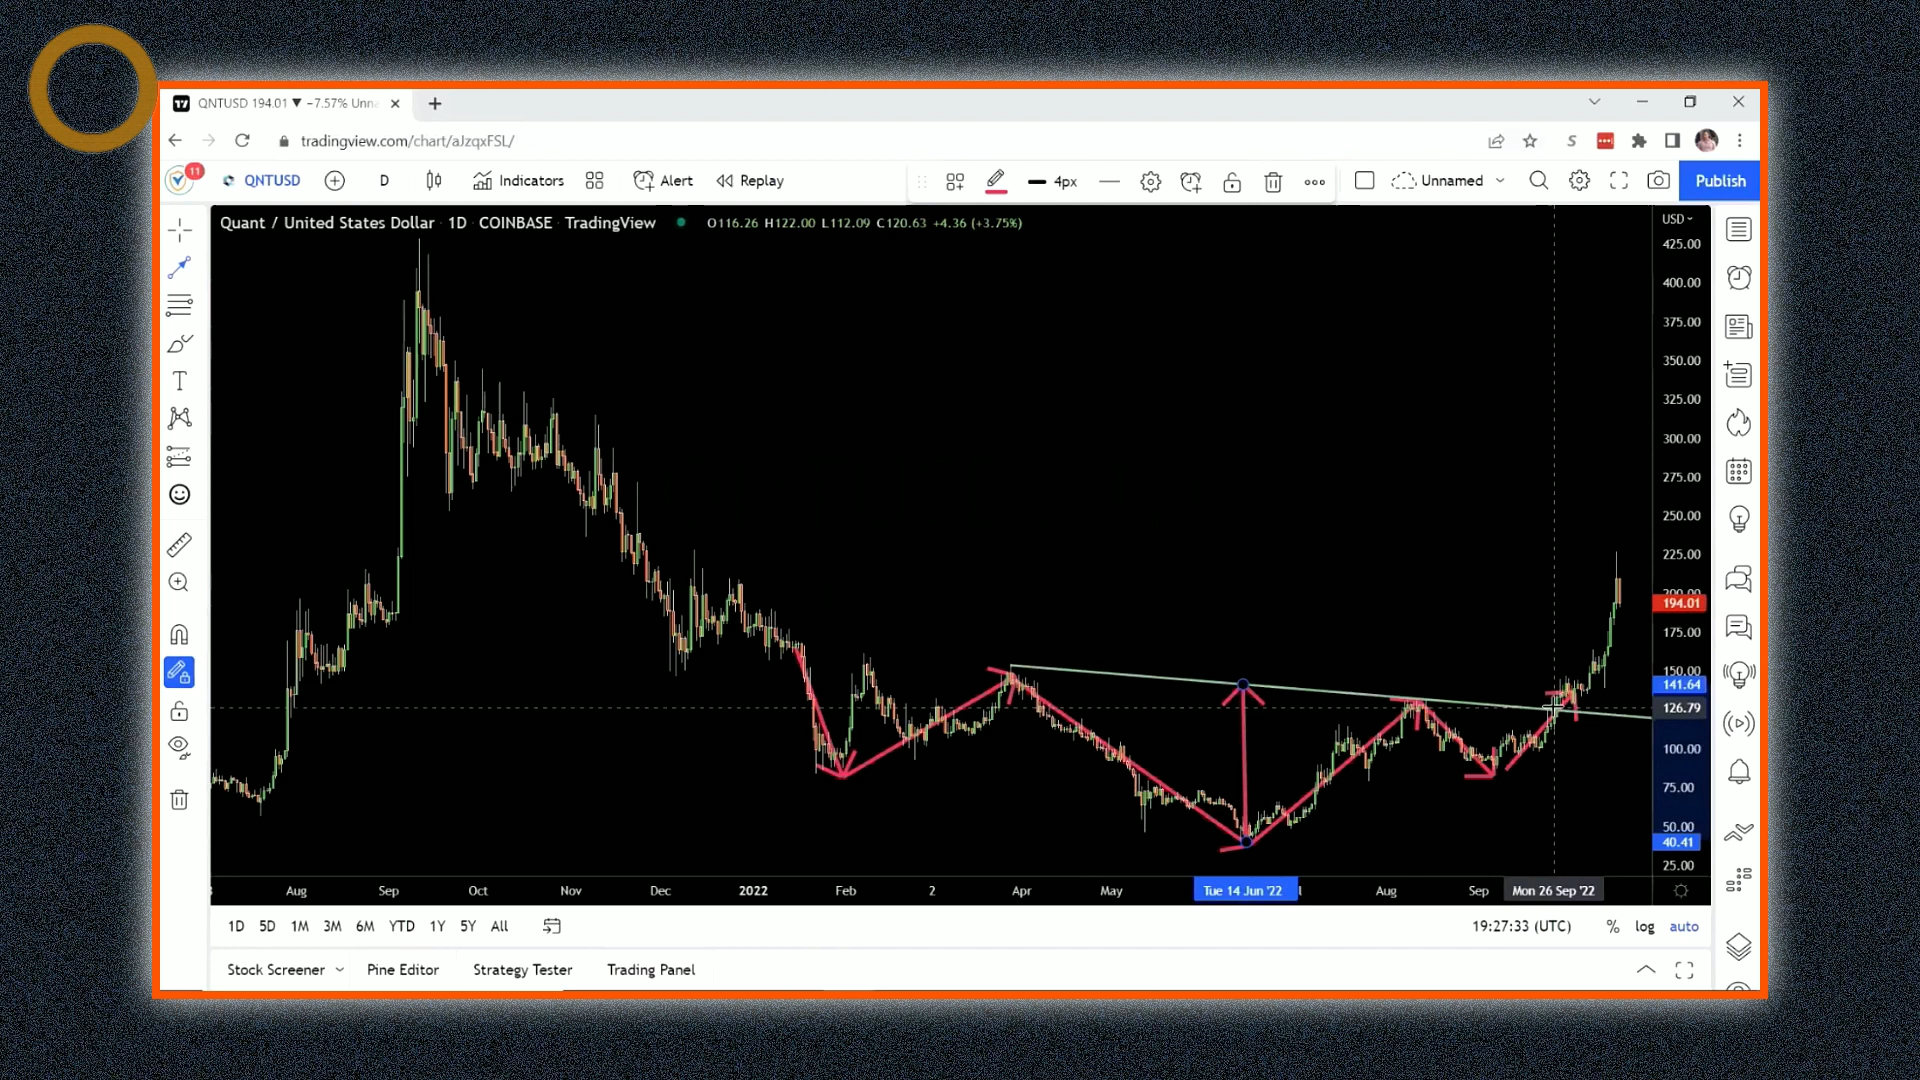 QNTUSD 194.01 ▼ −7.57% Unna
tradingview.com/chart/aJzqxFSL/
11
QNTUSD D Indicators Alert Replay 4px Unnamed Publish
Quant / United States Dollar 1D COINBASE TradingView O116.26 H122.00 L112.09 C120.63 +4.36 (+3.75%)
USD
425.00
400.00
375.00
350.00
325.00
300.00
275.00
250.00
225.00
200.00
194.01
175.00
150.00
141.64
126.79
100.00
75.00
50.00
40.41
25.00
Aug Sep Oct Nov Dec 2022 Feb 2 Apr May Tue 14 Jun '22 Aug Sep Mon 26 Sep '22
1D 5D 1M 3M 6M YTD 1Y 5Y All 19:27:33 (UTC) % log auto
Stock Screener Pine Editor Strategy Tester Trading Panel